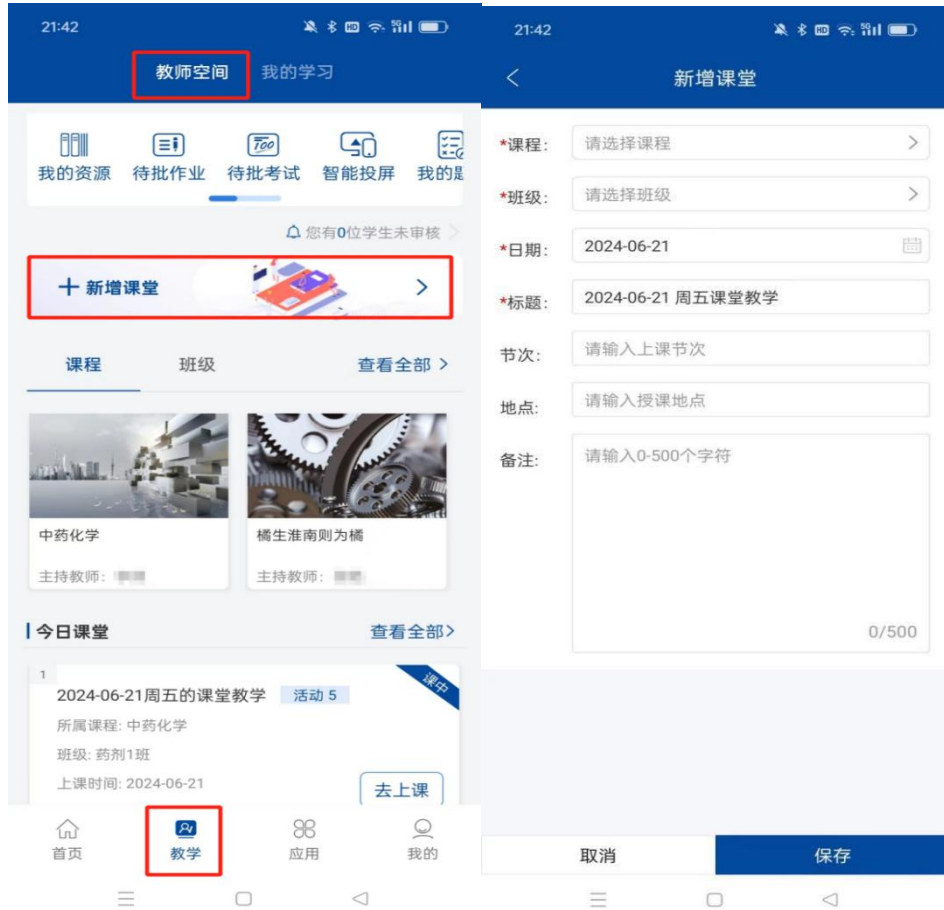 21:42
教师空间 我的学习
我的资源 待批作业 待批考试 智能投屏 我的题
您有0位学生未审核
新增课堂
课程 班级 查看全部
中药化学 橘生淮南则为橘
主持教师: 主持教师:
今日课堂 查看全部
1
2024-06-21周五的课堂教学 活动 5
课中
所属课程: 中药化学
班级: 药剂1班
上课时间: 2024-06-21
去上课
首页 教学 应用 我的
21:42
新增课堂
*课程: 请选择课程
*班级: 请选择班级
*日期: 2024-06-21
*标题: 2024-06-21 周五课堂教学
节次: 请输入上课节次
地点: 请输入授课地点
备注: 请输入0-500个字符
0/500
取消 保存